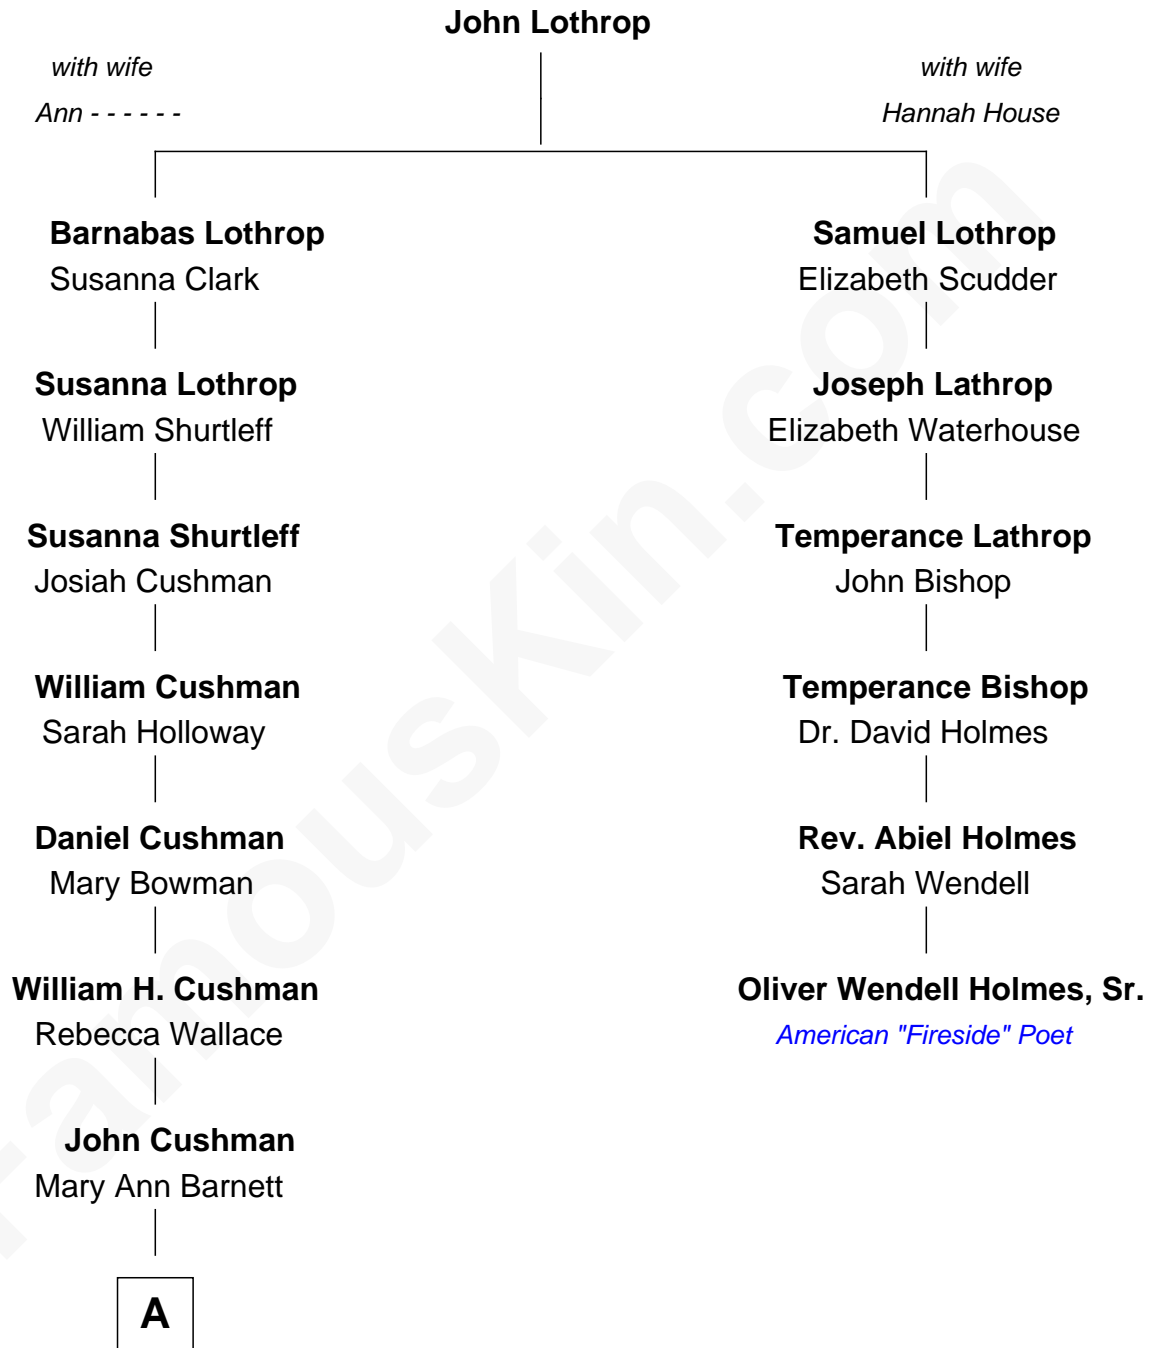 John Lothrop
with wife
Ann - - - - - -
with wife
Hannah House
Barnabas Lothrop
Susanna Clark
Samuel Lothrop
Elizabeth Scudder
Susanna Lothrop
William Shurtleff
Joseph Lathrop
Elizabeth Waterhouse
Susanna Shurtleff
Josiah Cushman
Temperance Lathrop
John Bishop
William Cushman
Sarah Holloway
Temperance Bishop
Dr. David Holmes
Daniel Cushman
Mary Bowman
Rev. Abiel Holmes
Sarah Wendell
William H. Cushman
Rebecca Wallace
Oliver Wendell Holmes, Sr.
American "Fireside" Poet
John Cushman
Mary Ann Barnett
A
FamousKin.com